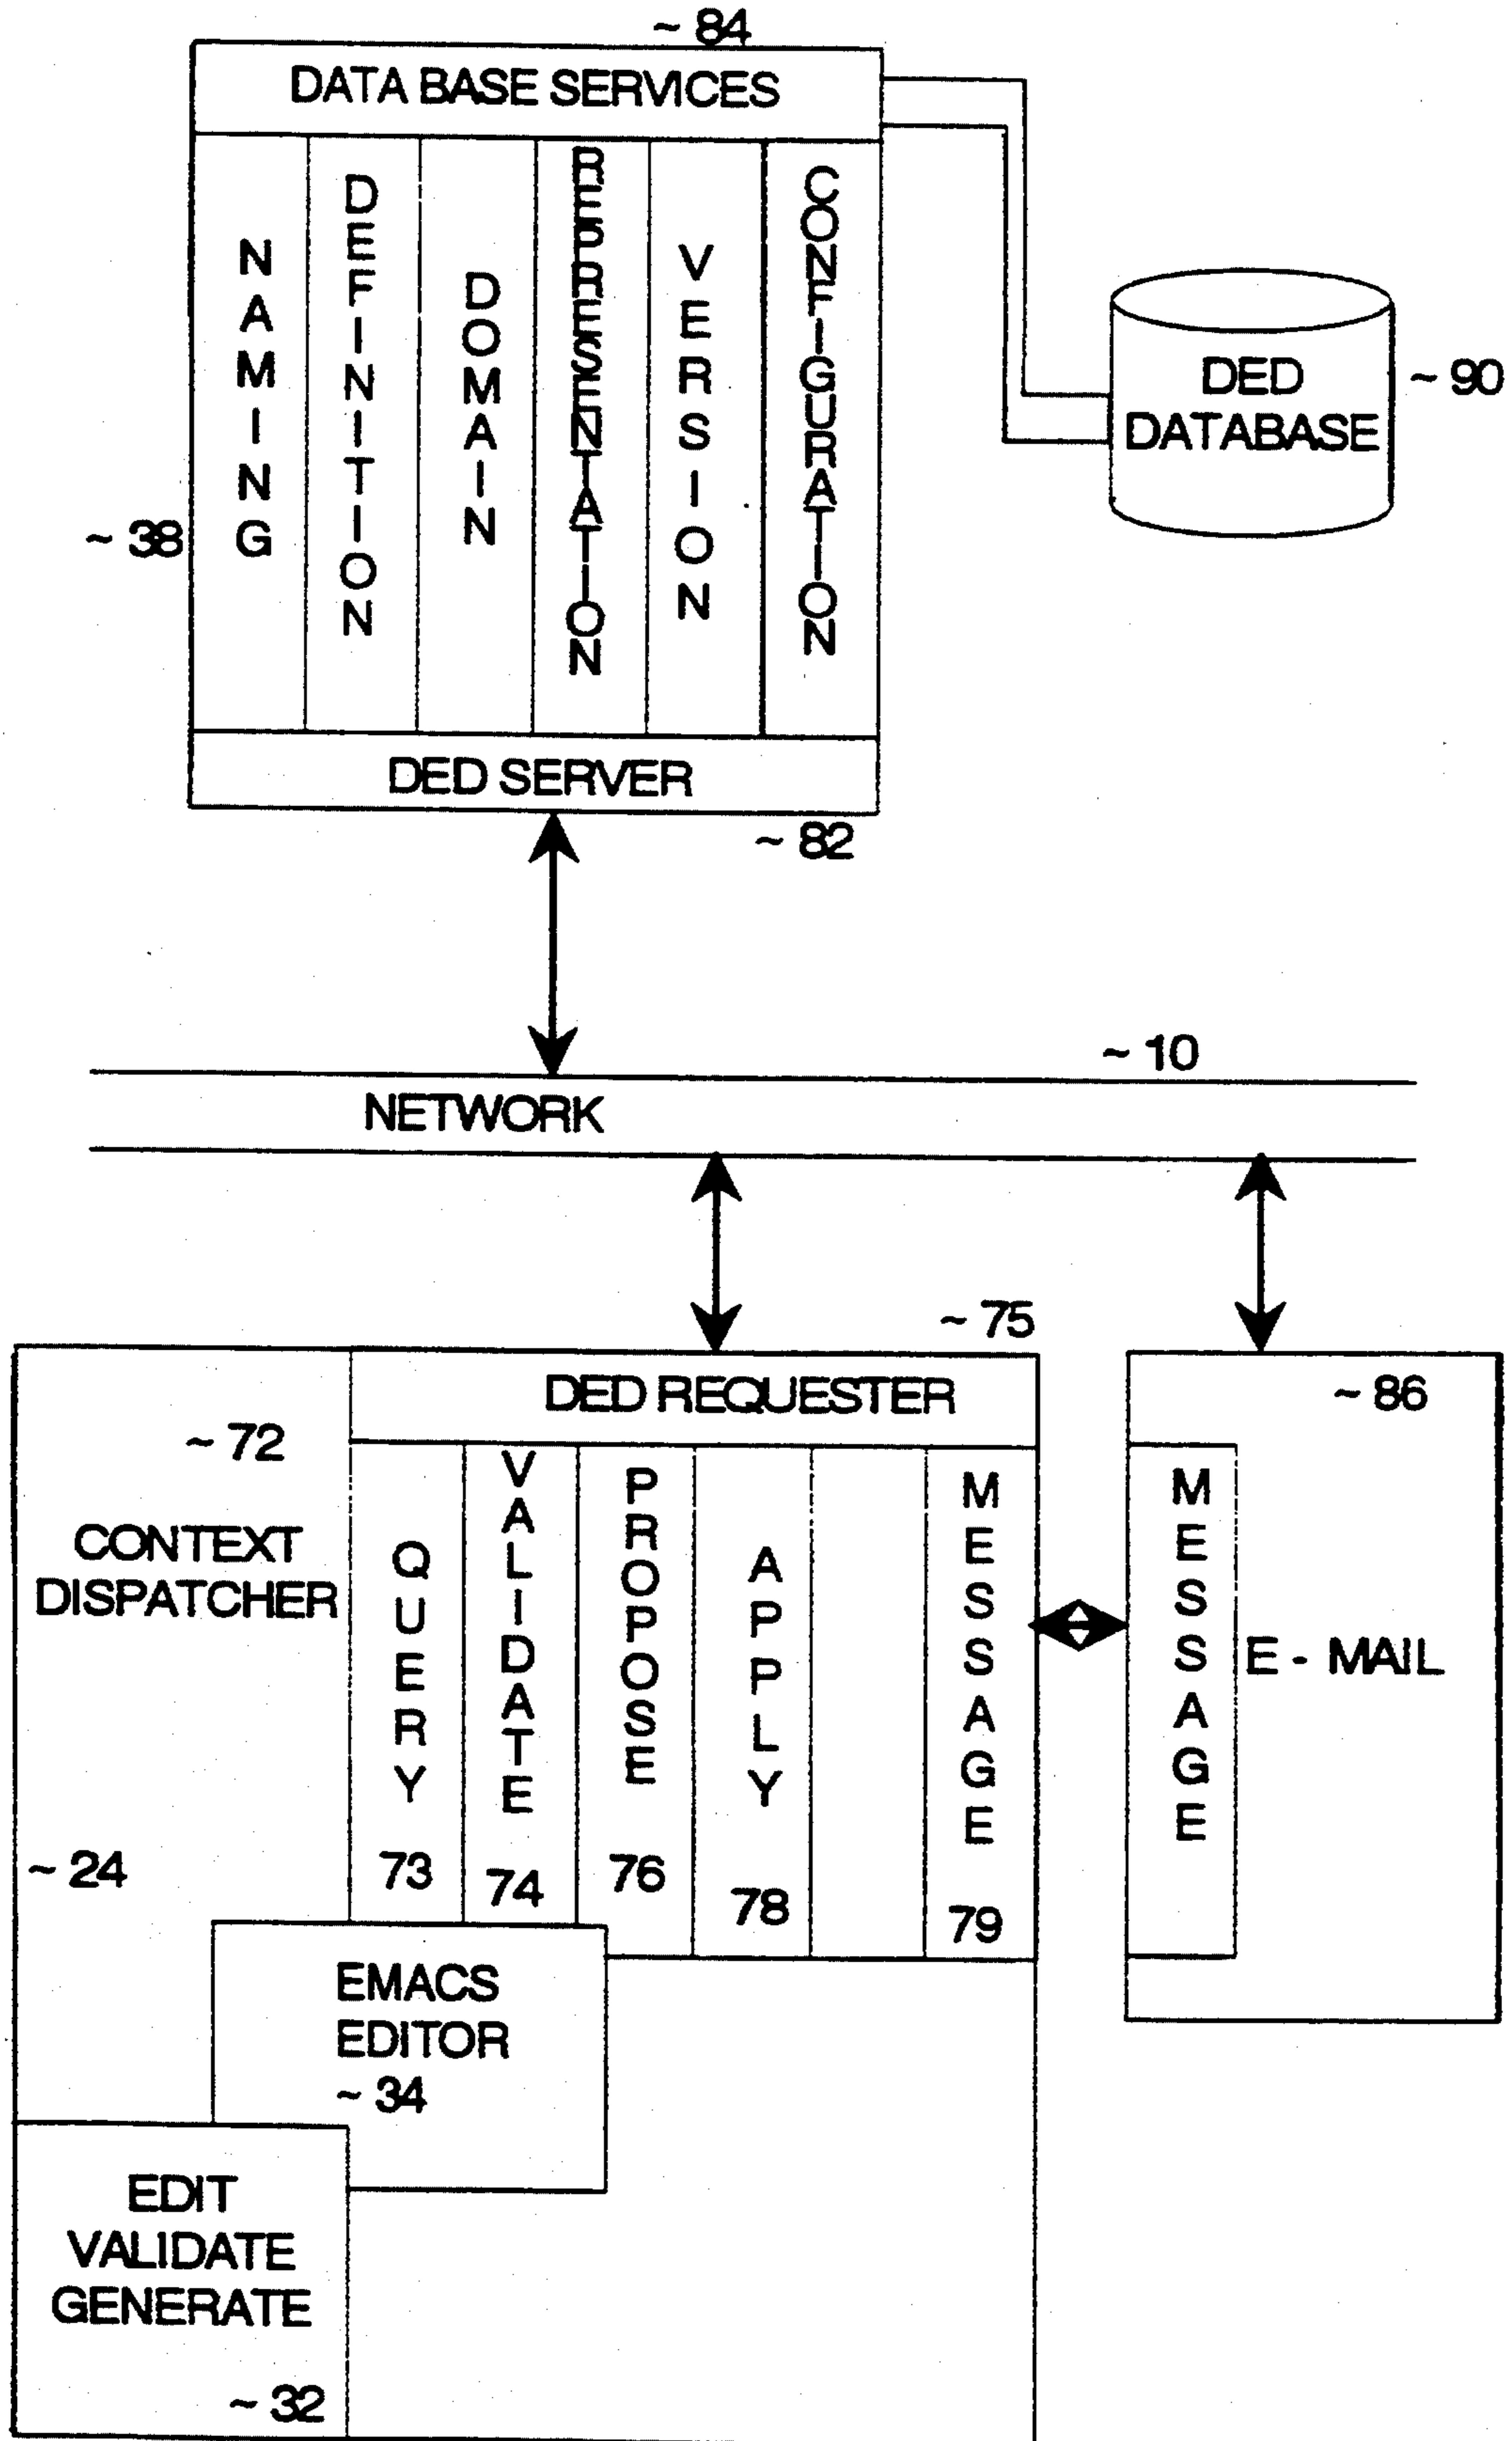 ~ 84
DATA BASE SERVICES
NAMING
DEFINITION
DOMAIN
REPRESENTATION
VERSION
CONFIGURATION
~ 38
DED
DATABASE
~ 90
DED SERVER
~ 82
~ 10
NETWORK
~ 75
DED REQUESTER
~ 86
~ 72
CONTEXT
DISPATCHER
QUERY
73
VALIDATE
74
PROPOSE
76
APPLY
78
MESSAGE
79
MESSAGE
E - MAIL
~ 24
EMACS
EDITOR
~ 34
EDIT
VALIDATE
GENERATE
~ 32